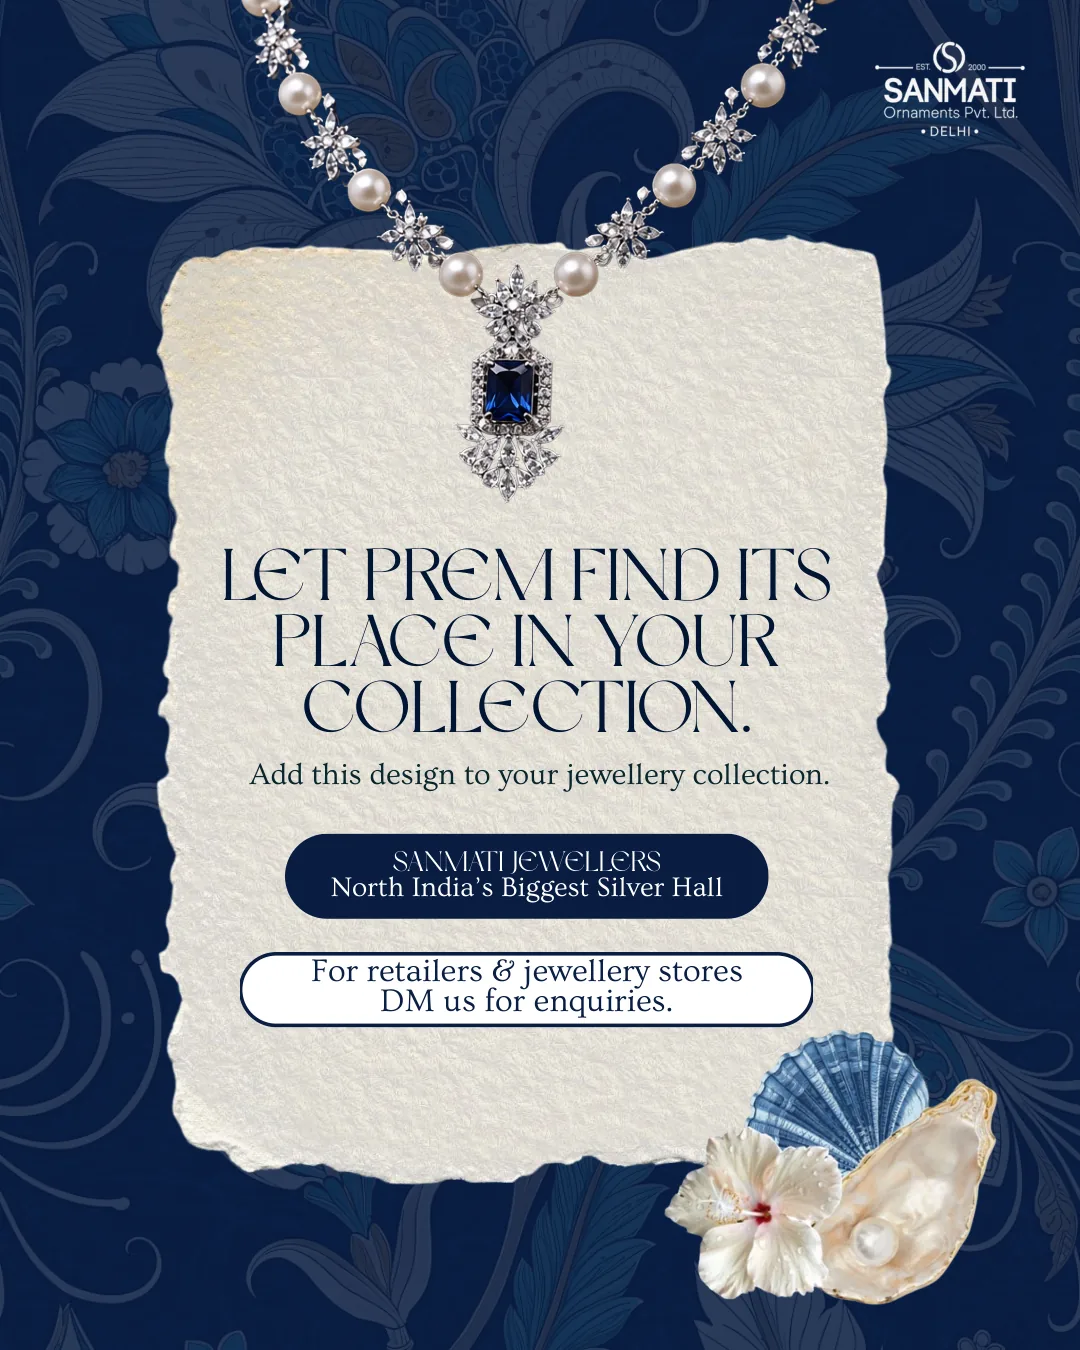 EST. 2000
SANMATI
Ornaments Pvt. Ltd.
• DELHI •
LET PREM FIND ITS
PLACE IN YOUR
COLLECTION.
Add this design to your jewellery collection.
SANMATI JEWELLERS
North India's Biggest Silver Hall
For retailers & jewellery stores
DM us for enquiries.